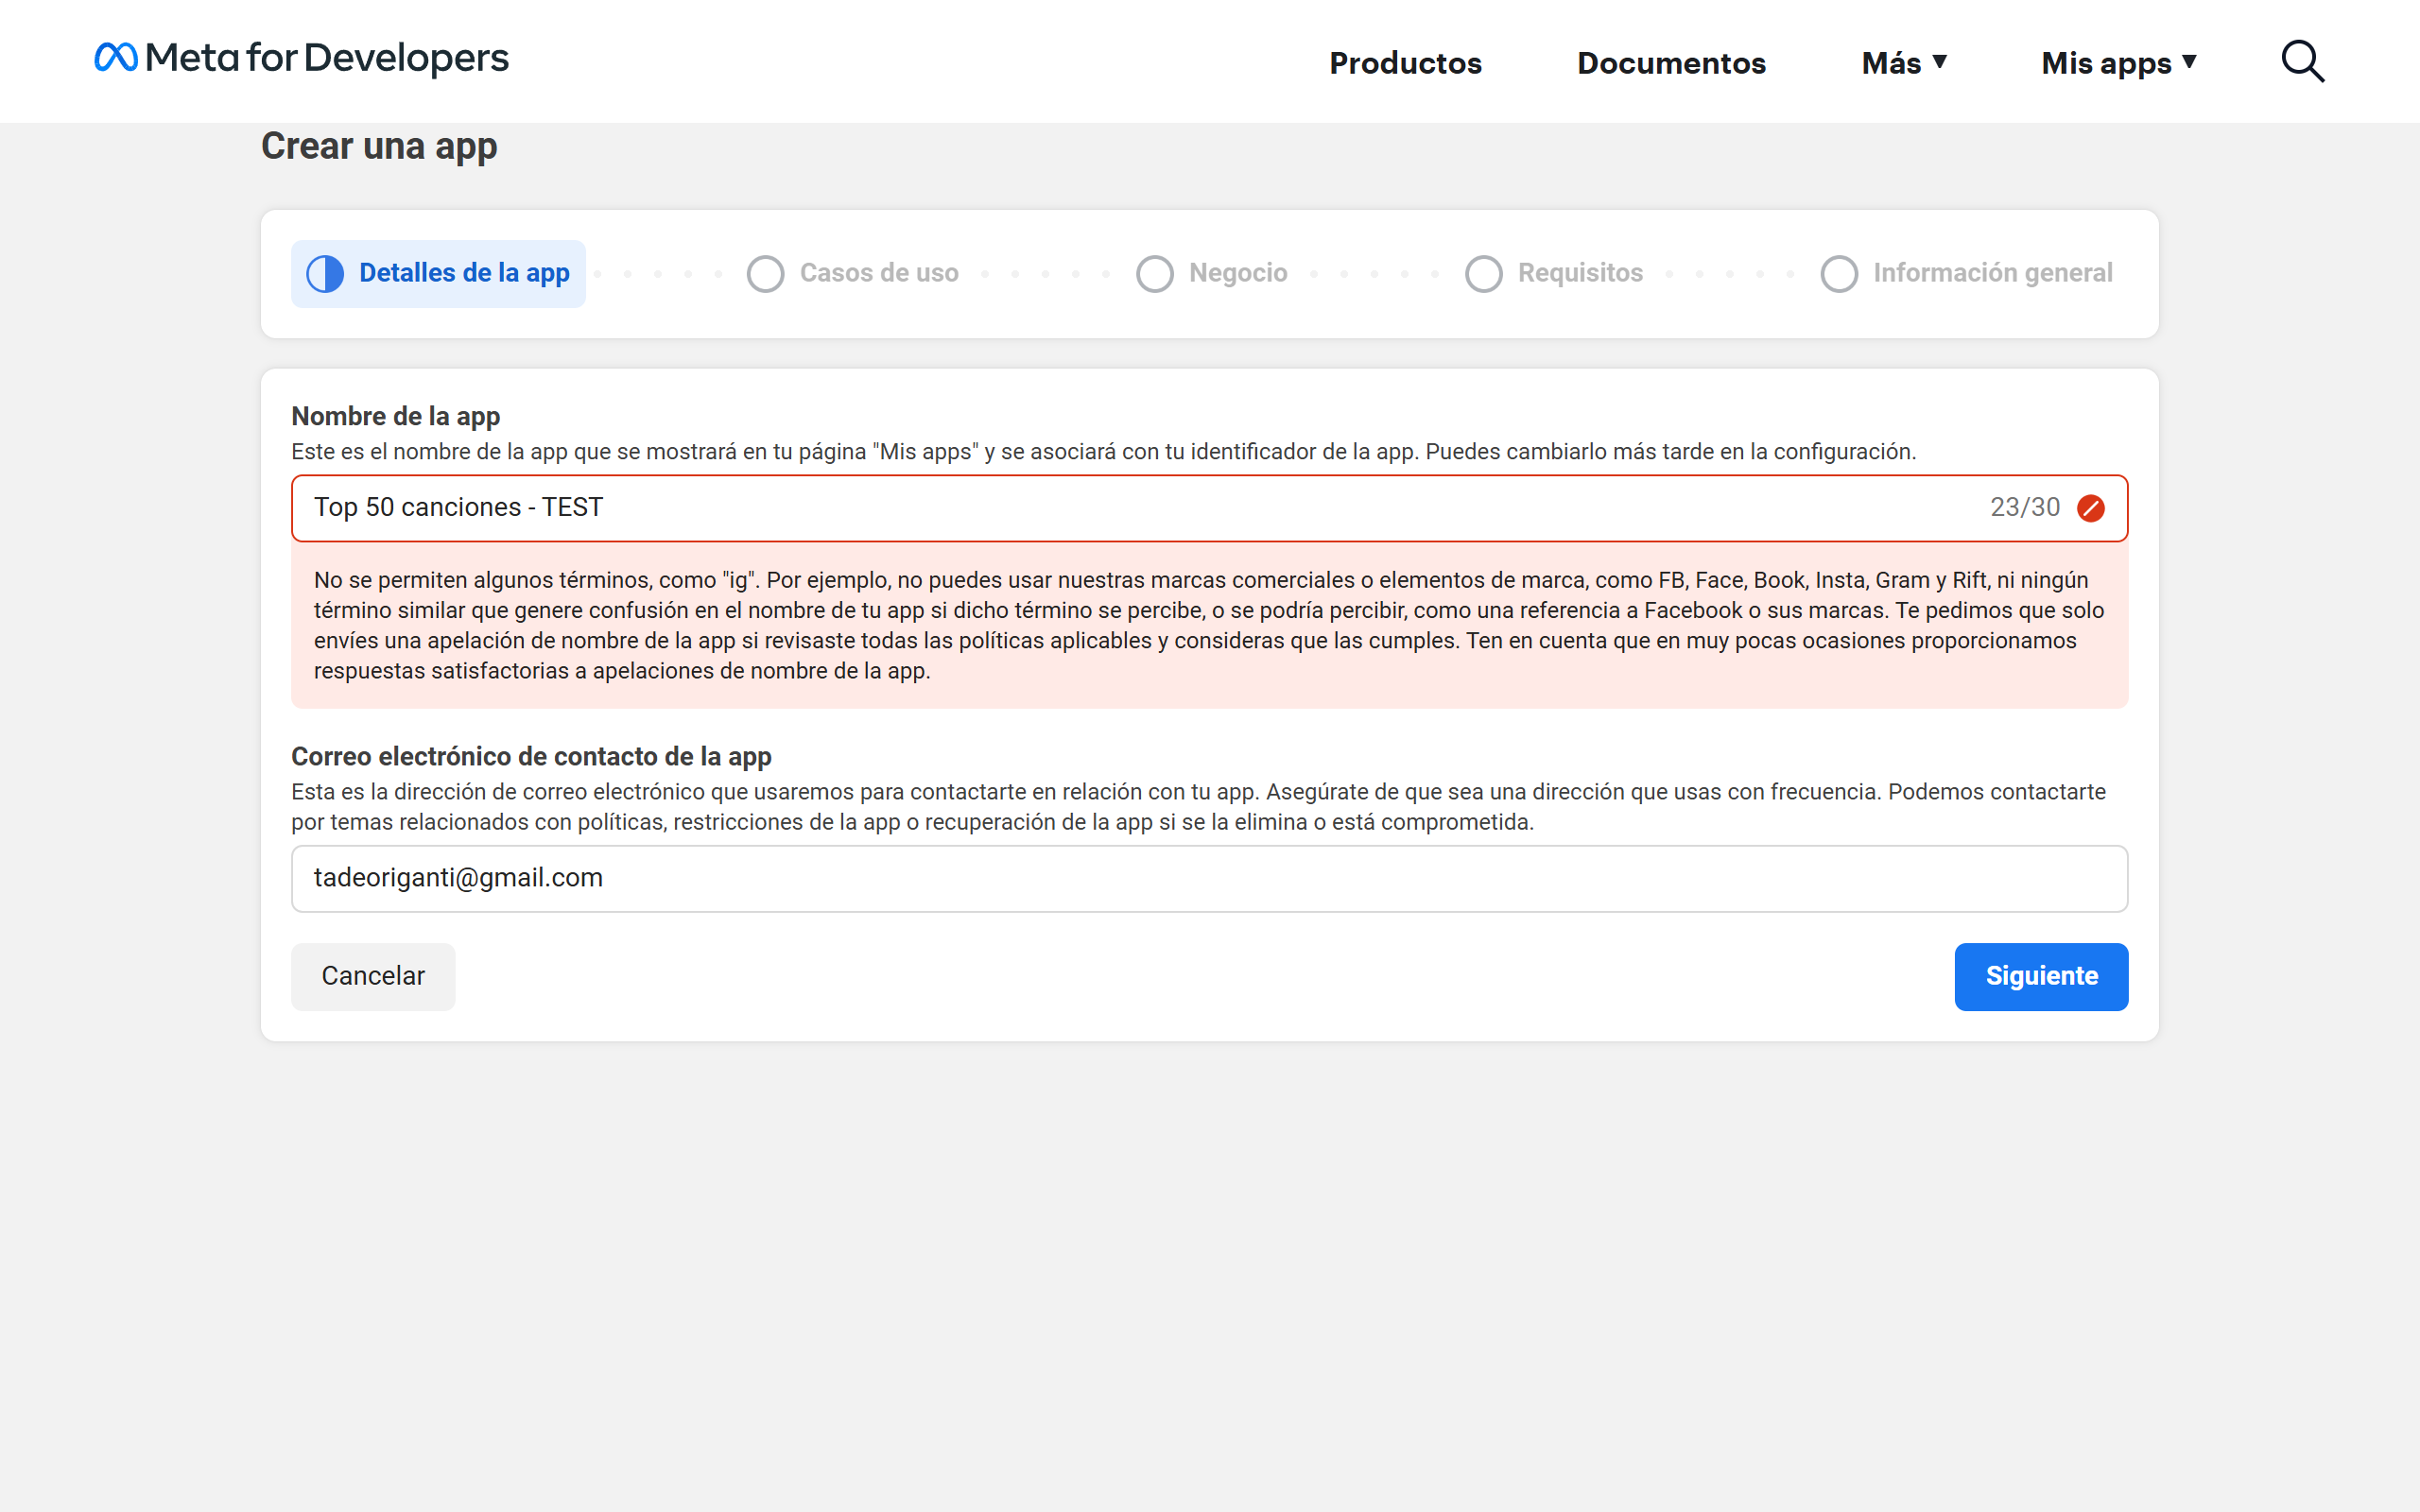 Meta for Developers
Productos
Documentos
Más
Mis apps
Crear una app
Detalles de la app
Casos de uso
Negocio
Requisitos
Información general
Nombre de la app
Este es el nombre de la app que se mostrará en tu página "Mis apps" y se asociará con tu identificador de la app. Puedes cambiarlo más tarde en la configuración.
Top 50 canciones - TEST
23/30
No se permiten algunos términos, como "ig". Por ejemplo, no puedes usar nuestras marcas comerciales o elementos de marca, como FB, Face, Book, Insta, Gram y Rift, ni ningún
término similar que genere confusión en el nombre de tu app si dicho término se percibe, o se podría percibir, como una referencia a Facebook o sus marcas. Te pedimos que solo
envíes una apelación de nombre de la app si revisaste todas las políticas aplicables y consideras que las cumples. Ten en cuenta que en muy pocas ocasiones proporcionamos
respuestas satisfactorias a apelaciones de nombre de la app.
Correo electrónico de contacto de la app
Esta es la dirección de correo electrónico que usaremos para contactarte en relación con tu app. Asegúrate de que sea una dirección que usas con frecuencia. Podemos contactarte
por temas relacionados con políticas, restricciones de la app o recuperación de la app si se la elimina o está comprometida.
tadeoriganti@gmail.com
Cancelar
Siguiente